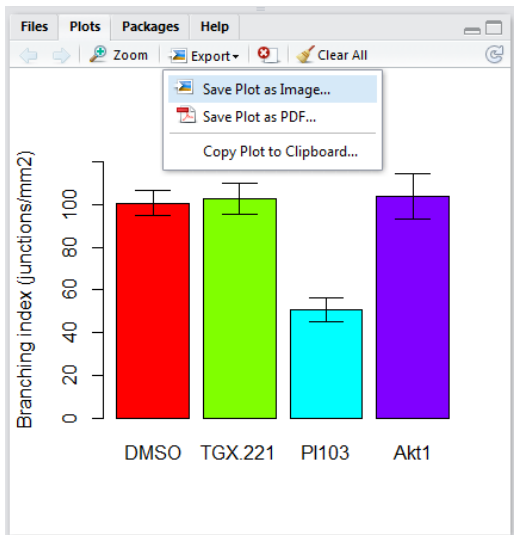 Files Plots Packages Help
Zoom Export Clear All
Save Plot as Image...
Save Plot as PDF...
Copy Plot to Clipboard...
Branching index (junctions/mm2)
100
80
60
40
20
0
DMSO TGX.221 PI103 Akt1